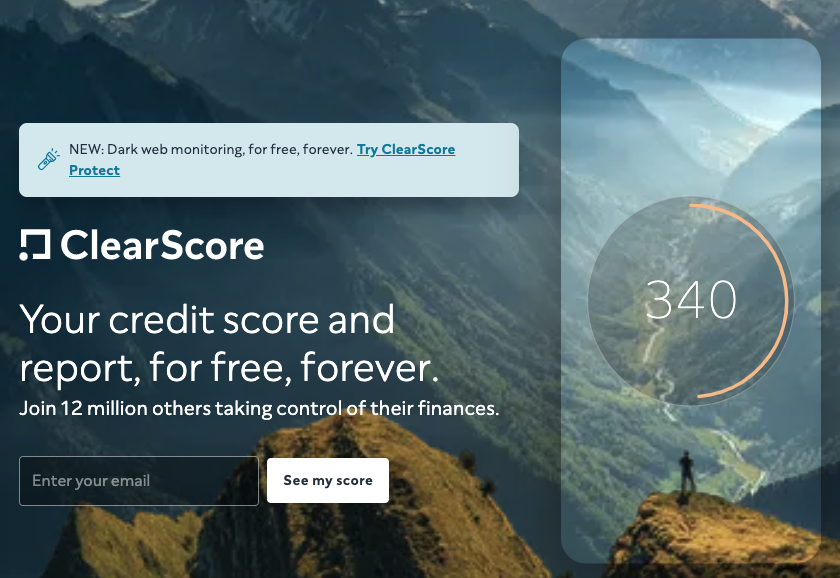 NEW: Dark web monitoring, for free, forever. Try ClearScore
Protect
ClearScore
Your credit score and
report, for free, forever.
Join 12 million others taking control of their finances.
Enter your email
See my score
340